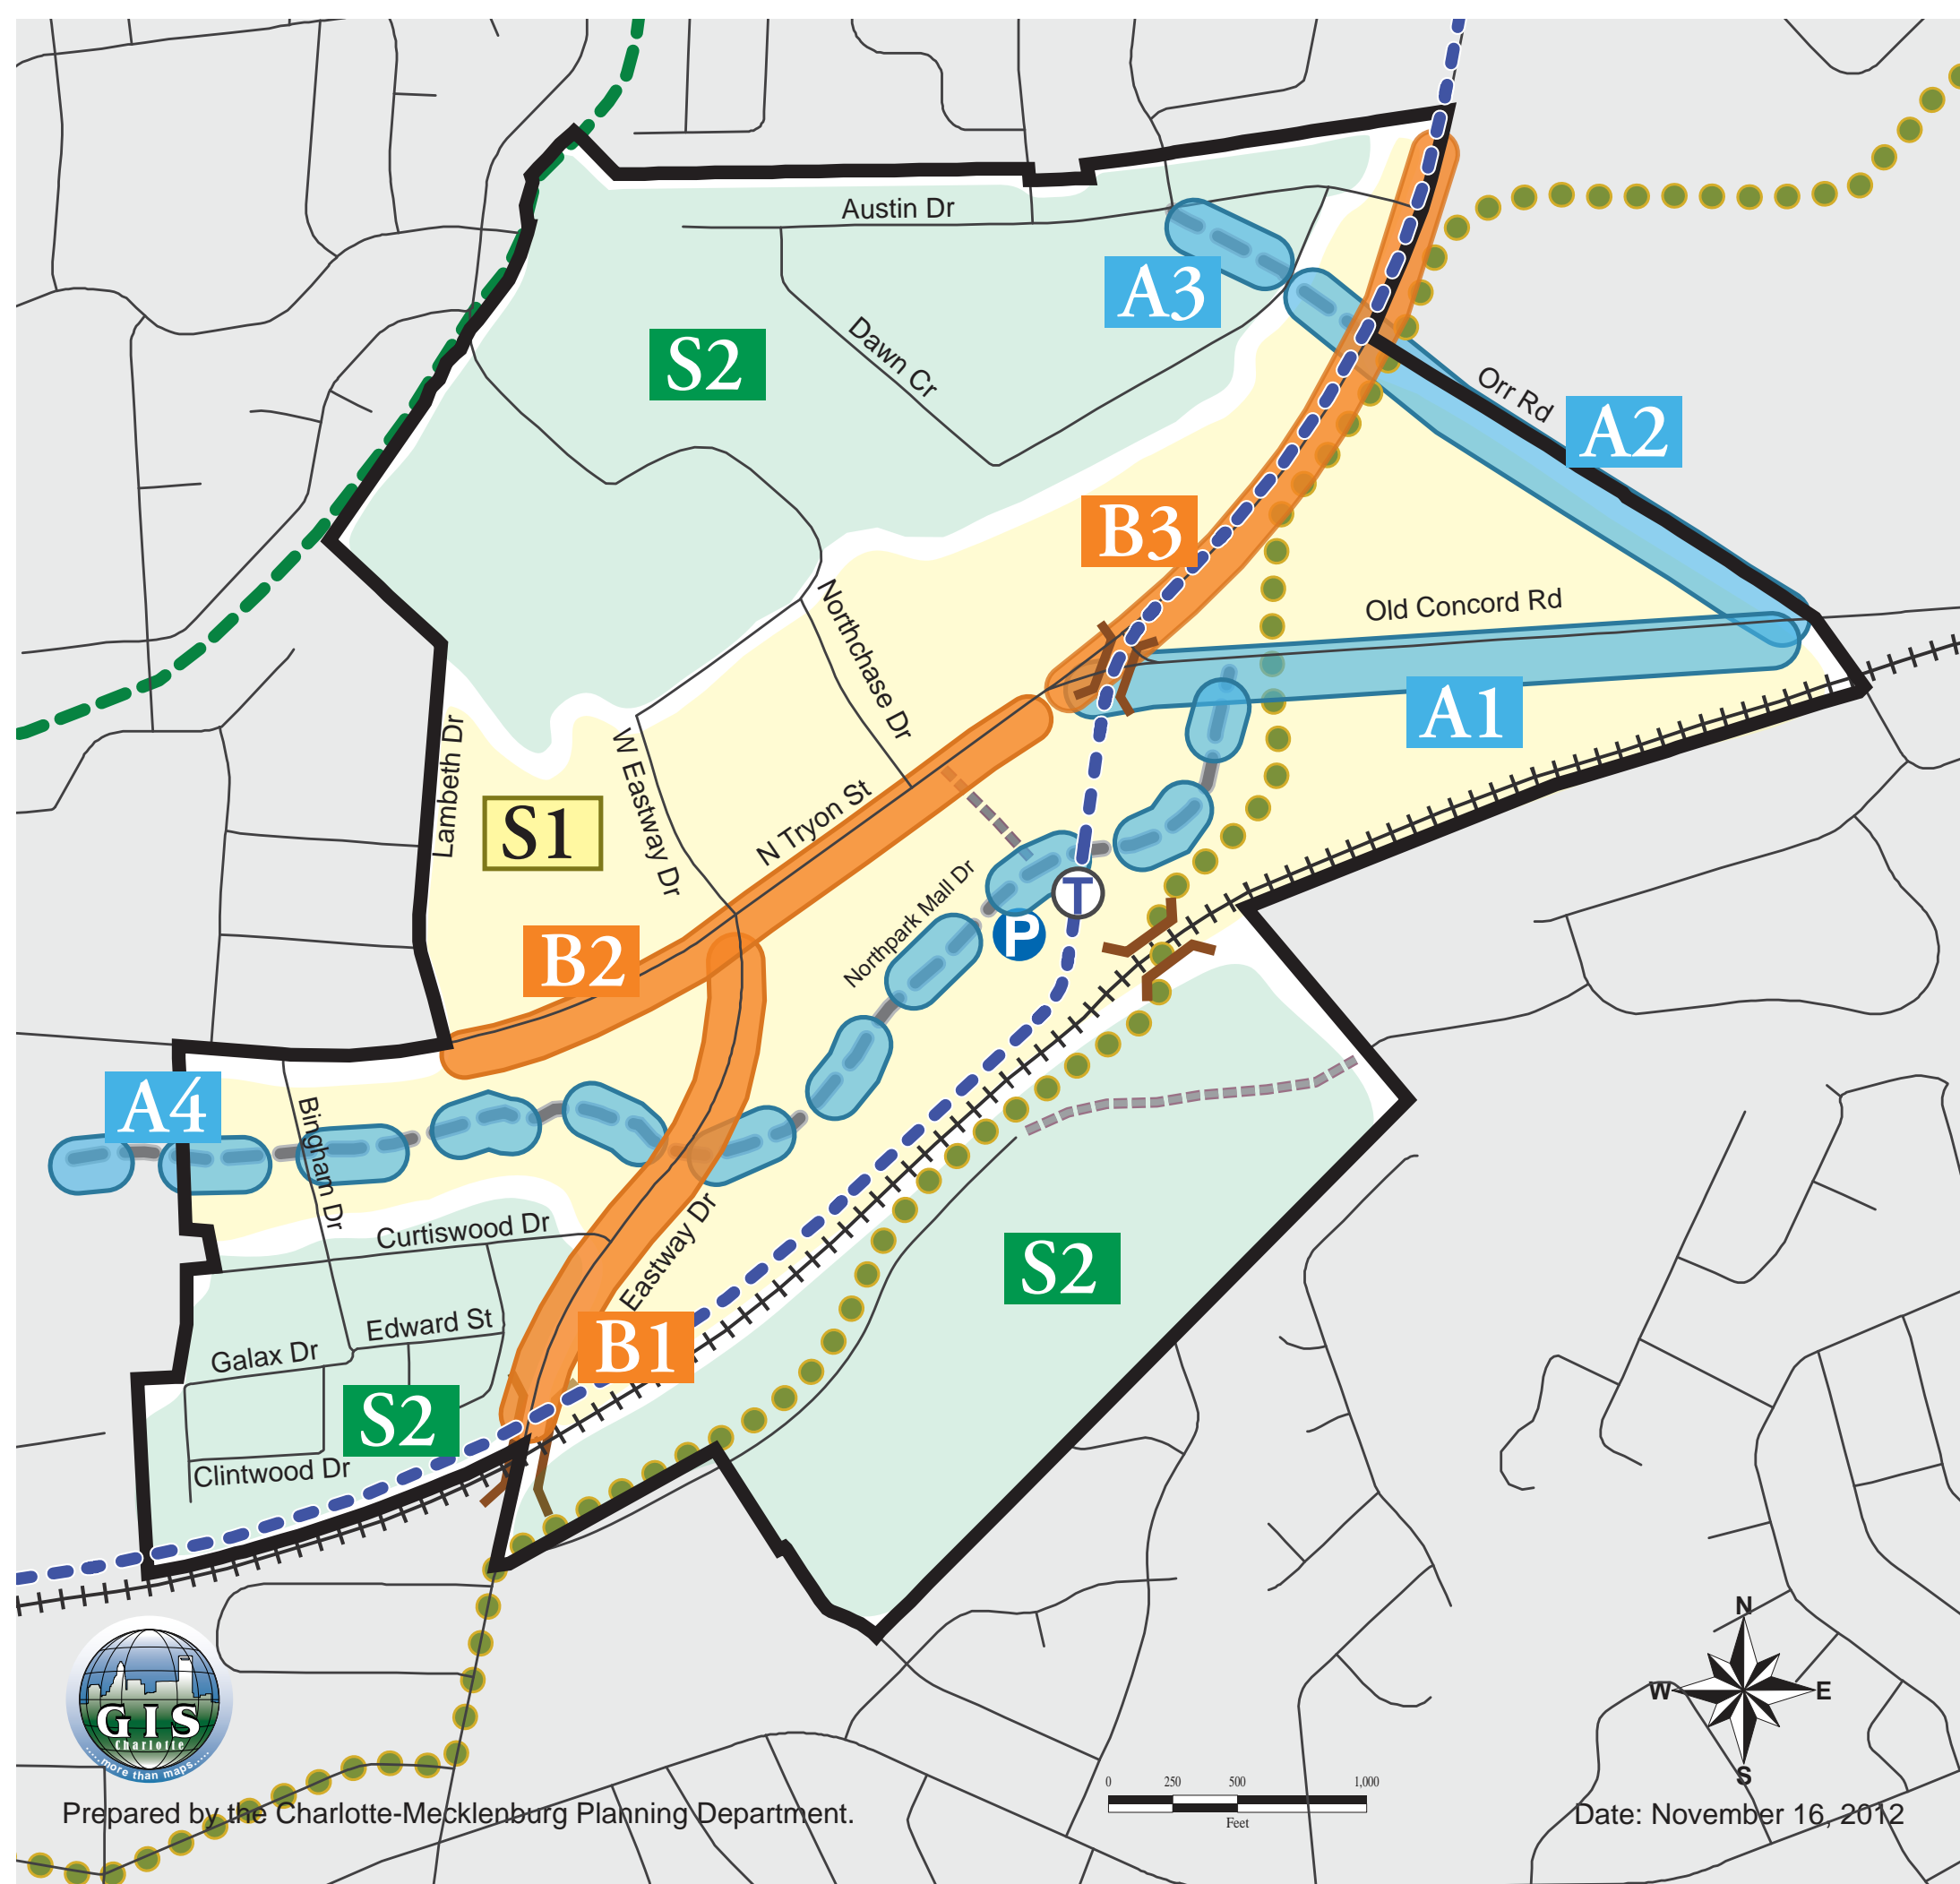 Austin Dr
A3
S2
Dawn Cr
Orr Rd
A2
B3
Northchase Dr
Old Concord Rd
A1
Lambeth Dr
W Eastway Dr
S1
N Tryon St
Northpark Mall Dr
T
P
B2
A4
Bingham Dr
Curtiswood Dr
Eastway Dr
S2
Edward St
B1
Galax Dr
S2
Clintwood Dr
N
W E
S
GIS
Charlotte
.....more than maps.....
0 250 500 1,000
Feet
Prepared by the Charlotte-Mecklenburg Planning Department.
Date: November 16, 2012